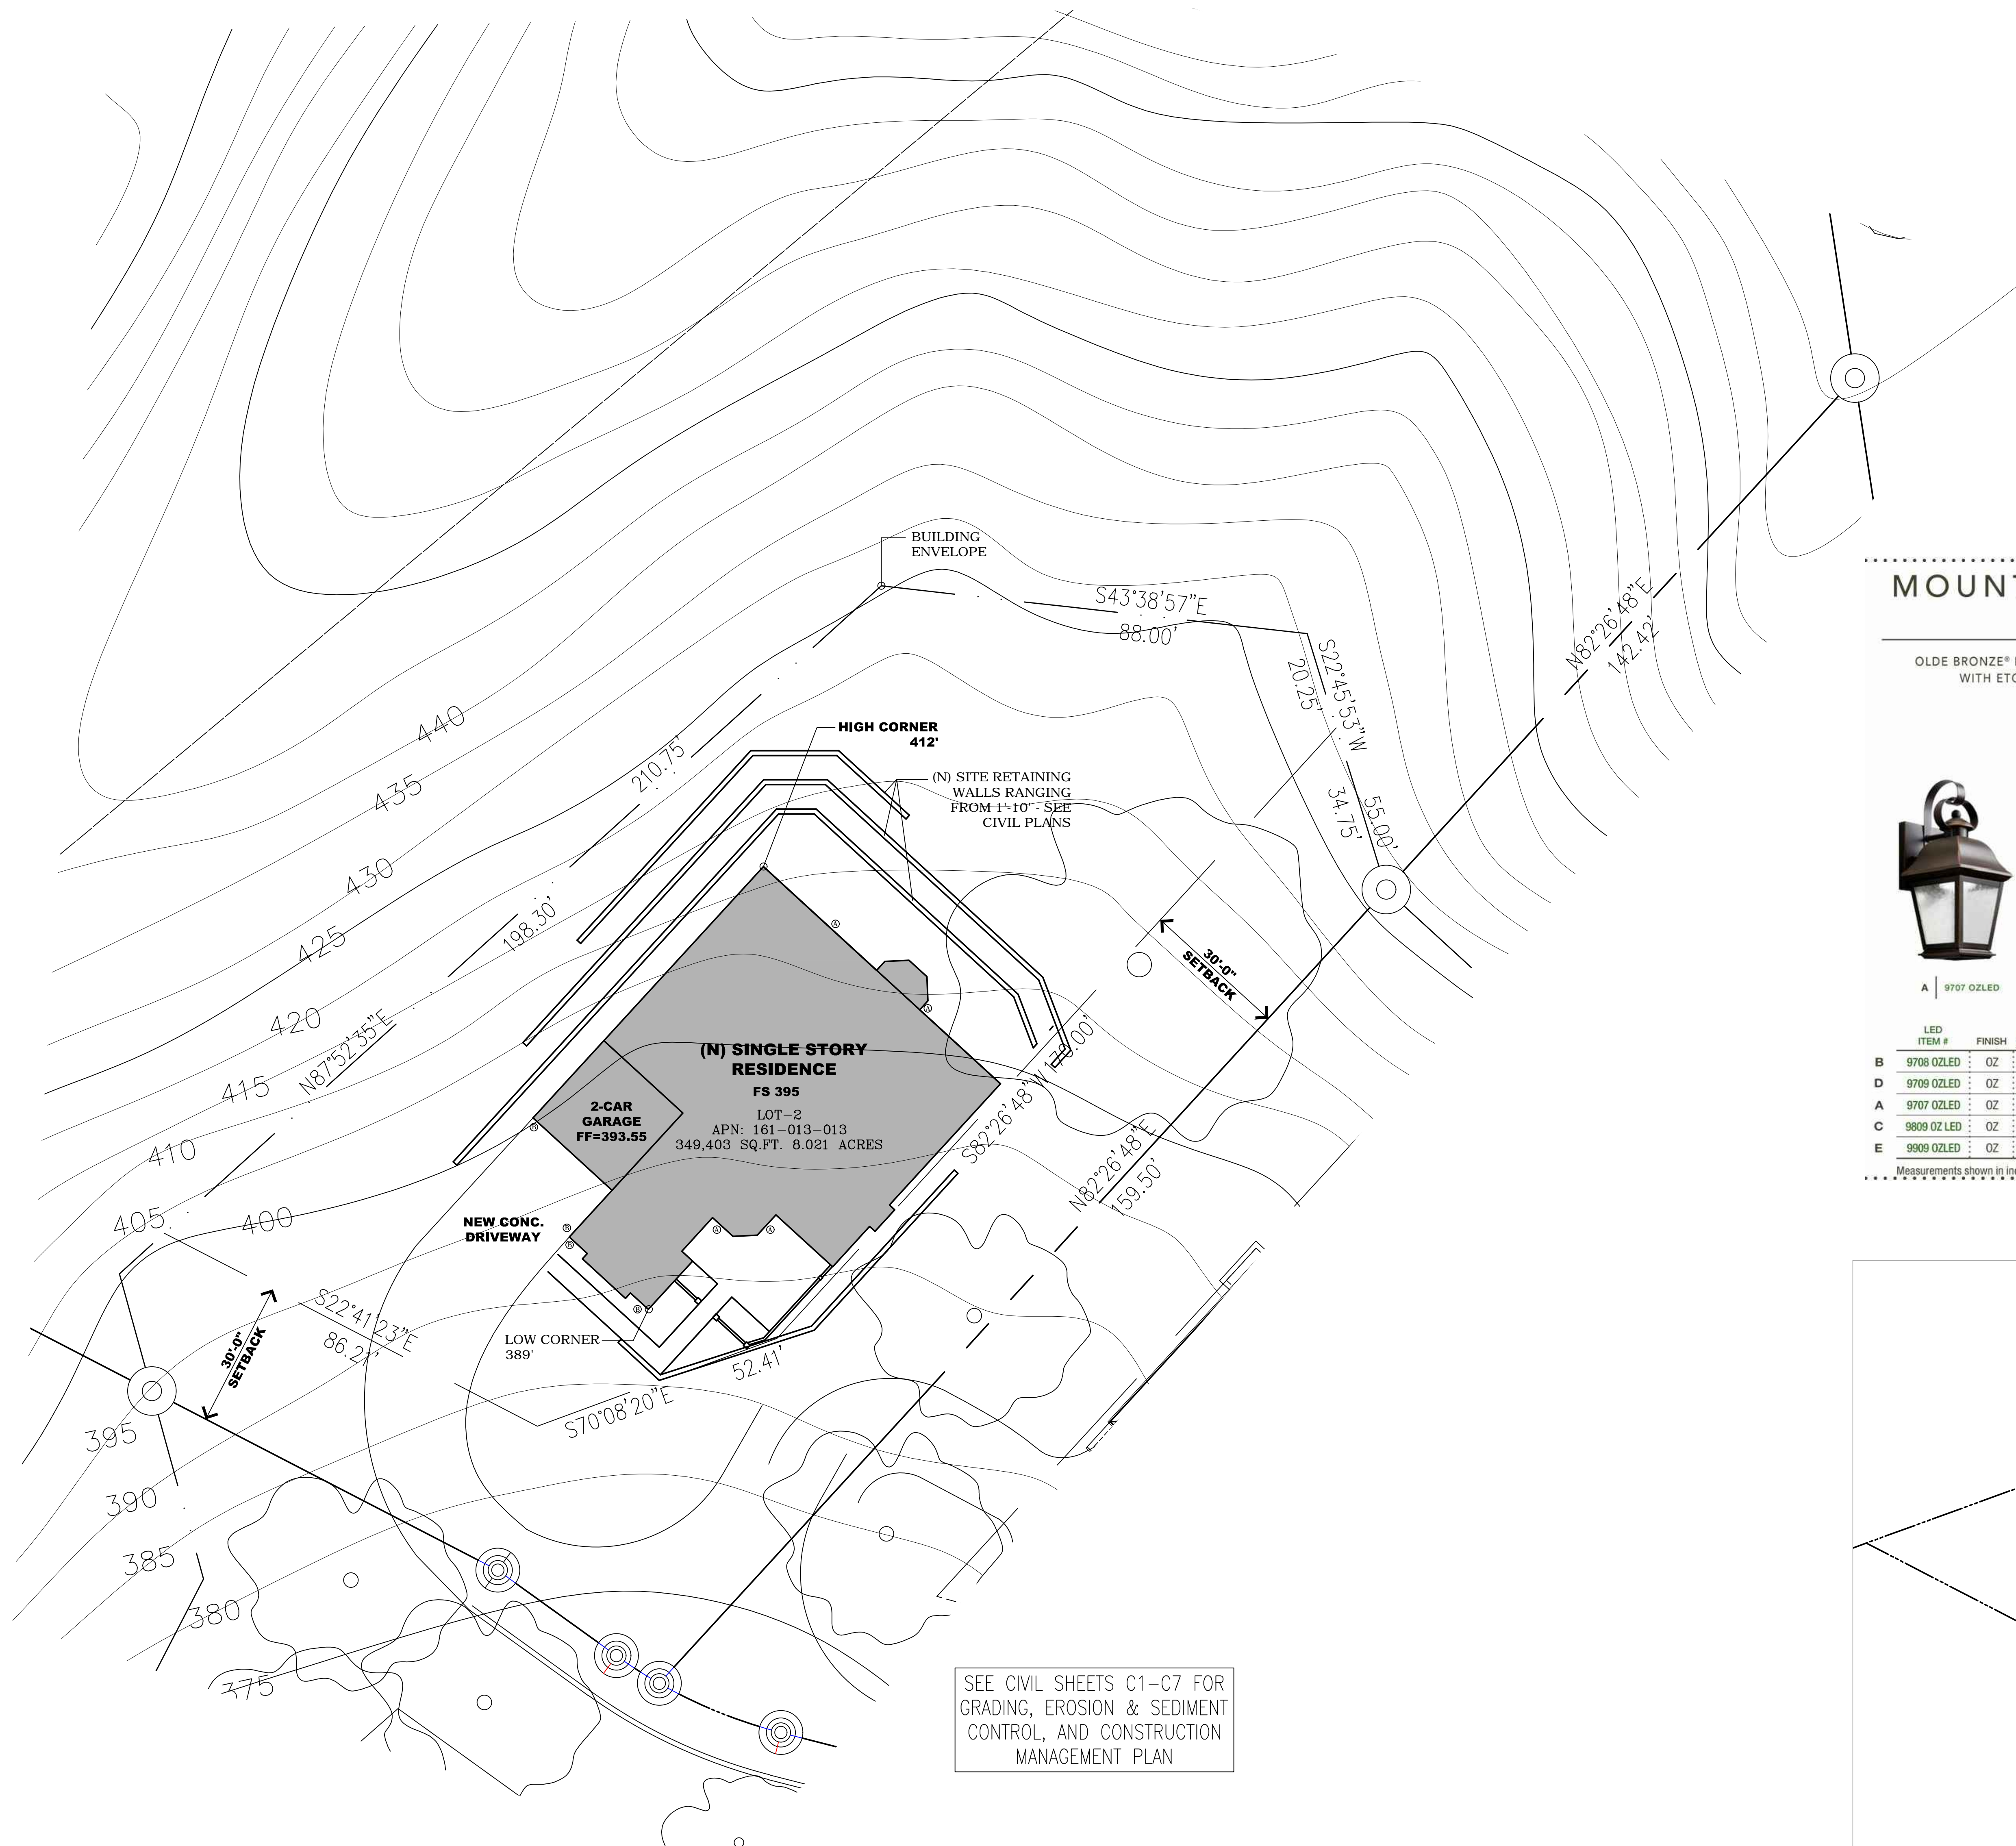 BUILDING
ENVELOPE
S43°38'57"E
88.00'
S22°45'53"W
20.25'
34.75'
55.00'
N82°26'48"E
142.42'
HIGH CORNER
412'
(N) SITE RETAINING
WALLS RANGING
FROM 1'-10' - SEE
CIVIL PLANS
210.75'
198.30'
N87°52'35"E
440
435
430
425
420
415
410
405
400
30'-0"
SETBACK
(N) SINGLE STORY
RESIDENCE
FS 395
LOT-2
APN: 161-013-013
349,403 SQ.FT. 8.021 ACRES
2-CAR
GARAGE
FF=393.55
A
A
B
B
B
A
A
B
S82°26'48"W
N82°26'48"E
159.50'
NEW CONC.
DRIVEWAY
LOW CORNER
389'
52.41'
S70°08'20"E
S22°41'23"E
86.21'
30'-0"
SETBACK
395
390
385
380
375
SEE CIVIL SHEETS C1-C7 FOR
GRADING, EROSION & SEDIMENT
CONTROL, AND CONSTRUCTION
MANAGEMENT PLAN
MOUNT
OLDE BRONZE®
WITH ETC
A 9707 OZLED
LED
ITEM # FINISH
B 9708 OZLED OZ
D 9709 OZLED OZ
A 9707 OZLED OZ
C 9809 OZ LED OZ
E 9909 OZLED OZ
Measurements shown in in